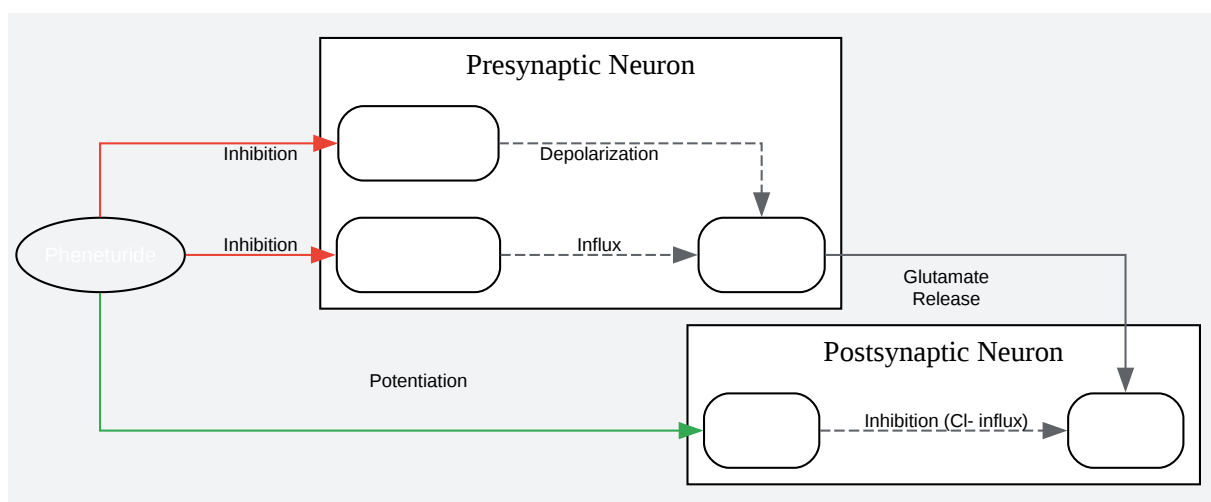 Presynaptic Neuron
Inhibition
Depolarization
Pheneturide
Inhibition
Influx
Glutamate
Release
Postsynaptic Neuron
Potentiation
Inhibition (Cl- influx)